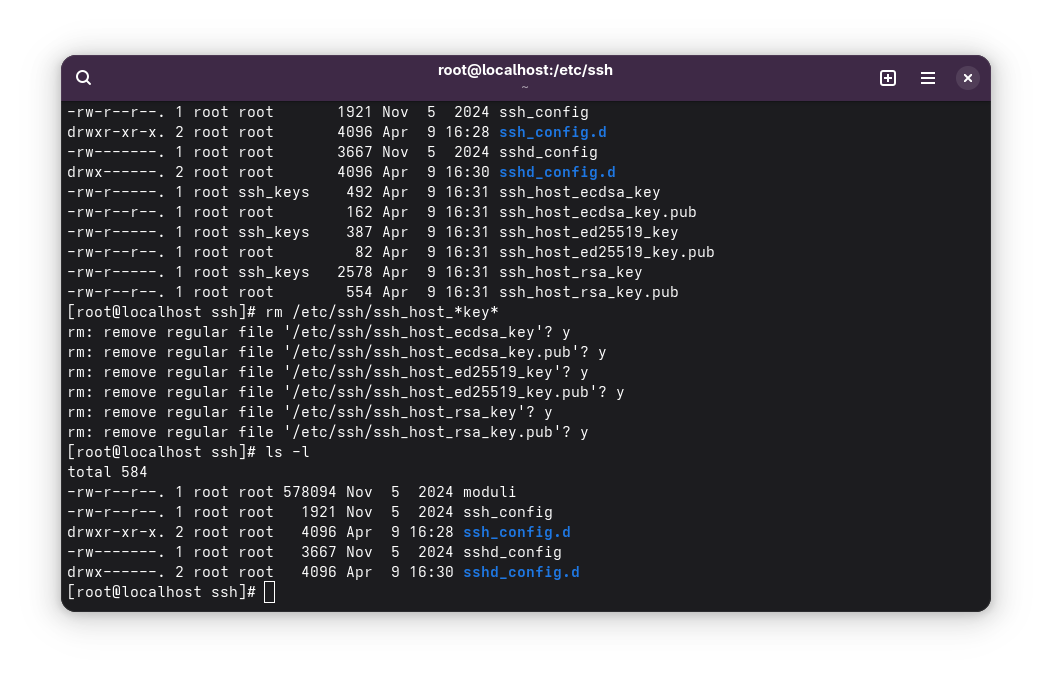 root@localhost:/etc/ssh
~
-rw-r--r--. 1 root root       1921 Nov  5  2024 ssh_config
drwxr-xr-x. 2 root root       4096 Apr  9 16:28 ssh_config.d
-rw-------. 1 root root       3667 Nov  5  2024 sshd_config
drwx------. 2 root root       4096 Apr  9 16:30 sshd_config.d
-rw-r-----. 1 root ssh_keys    492 Apr  9 16:31 ssh_host_ecdsa_key
-rw-r--r--. 1 root root        162 Apr  9 16:31 ssh_host_ecdsa_key.pub
-rw-r-----. 1 root ssh_keys    387 Apr  9 16:31 ssh_host_ed25519_key
-rw-r--r--. 1 root root         82 Apr  9 16:31 ssh_host_ed25519_key.pub
-rw-r-----. 1 root ssh_keys   2578 Apr  9 16:31 ssh_host_rsa_key
-rw-r--r--. 1 root root        554 Apr  9 16:31 ssh_host_rsa_key.pub
[root@localhost ssh]# rm /etc/ssh/ssh_host_*key*
rm: remove regular file '/etc/ssh/ssh_host_ecdsa_key'? y
rm: remove regular file '/etc/ssh/ssh_host_ecdsa_key.pub'? y
rm: remove regular file '/etc/ssh/ssh_host_ed25519_key'? y
rm: remove regular file '/etc/ssh/ssh_host_ed25519_key.pub'? y
rm: remove regular file '/etc/ssh/ssh_host_rsa_key'? y
rm: remove regular file '/etc/ssh/ssh_host_rsa_key.pub'? y
[root@localhost ssh]# ls -l
total 584
-rw-r--r--. 1 root root 578094 Nov  5  2024 moduli
-rw-r--r--. 1 root root   1921 Nov  5  2024 ssh_config
drwxr-xr-x. 2 root root   4096 Apr  9 16:28 ssh_config.d
-rw-------. 1 root root   3667 Nov  5  2024 sshd_config
drwx------. 2 root root   4096 Apr  9 16:30 sshd_config.d
[root@localhost ssh]#